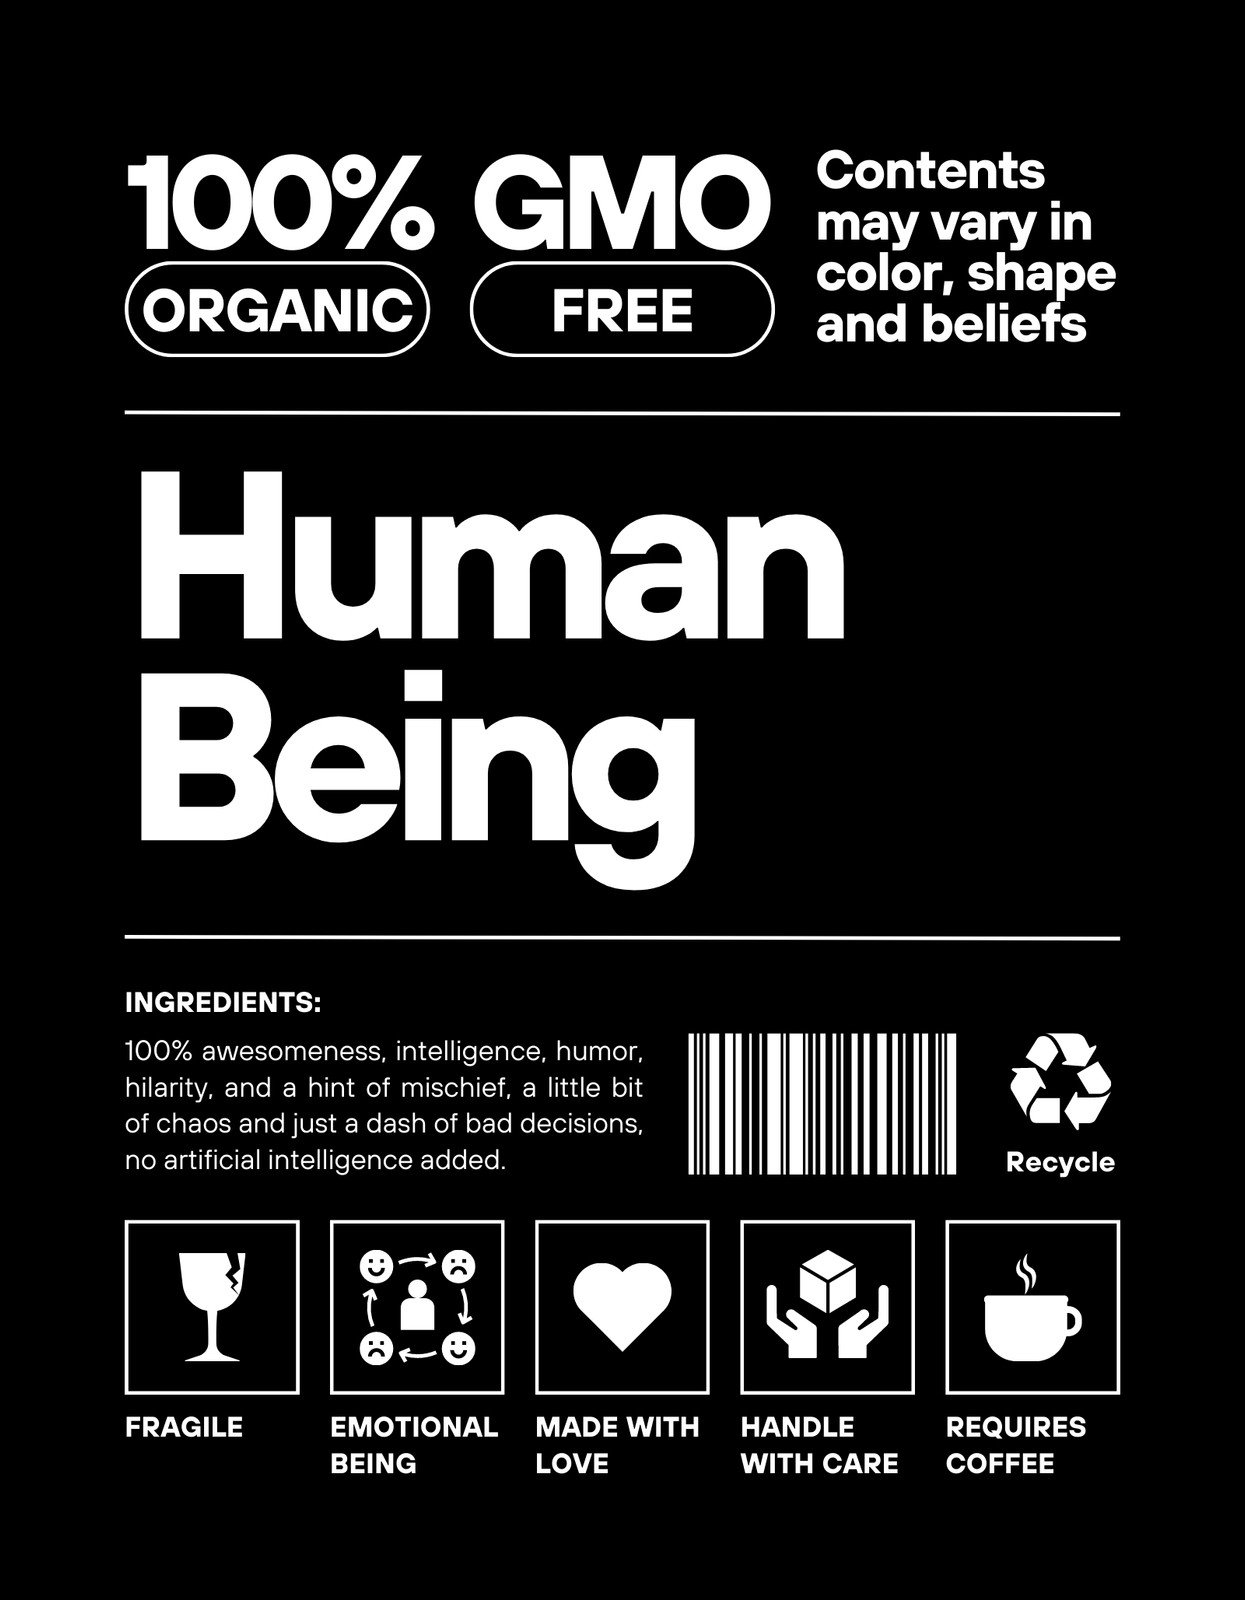 100%
ORGANIC
GMO
FREE
Contents
may vary in
color, shape
and beliefs
Human
Being
INGREDIENTS:
100% awesomeness, intelligence, humor,
hilarity, and a hint of mischief, a little bit
of chaos and just a dash of bad decisions,
no artificial intelligence added.
Recycle
FRAGILE
EMOTIONAL
BEING
MADE WITH
LOVE
HANDLE
WITH CARE
REQUIRES
COFFEE